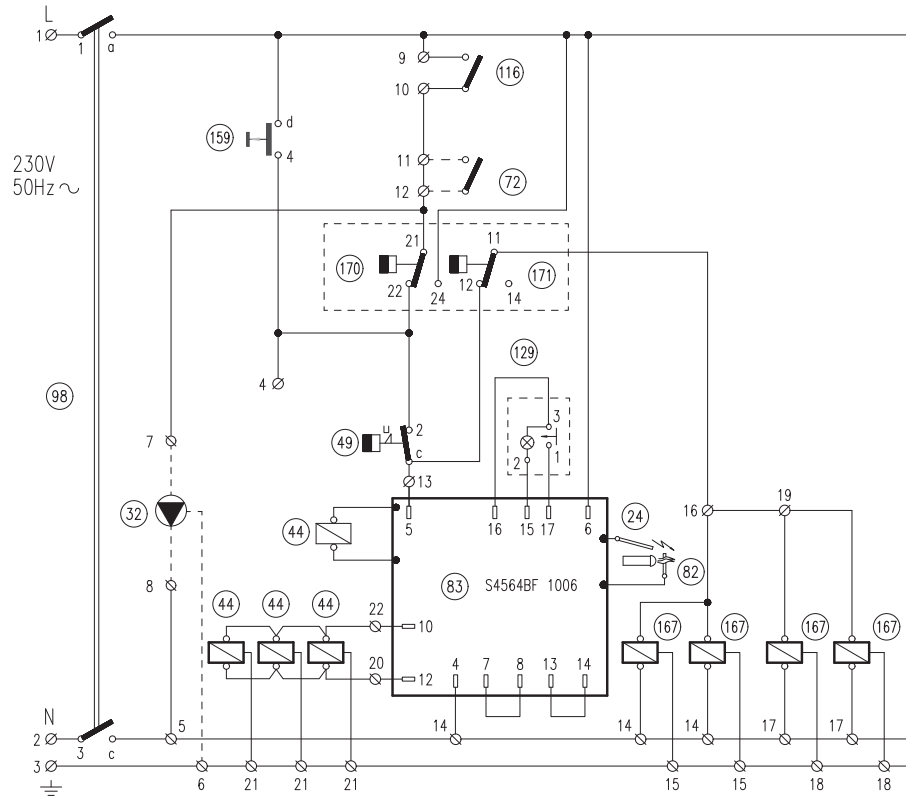 L
1 1 a
9
116
10
d
159
4
230V
50Hz ~
11
72
12
21 11
170 171
22 24 12 14
129
4
98
3
7 49 u 2
2 1
c
13
16 19
32 44 5 16 15 17 6 24
8 83 S4564BF 1006 82
44 44 44 22 10 167 167 167 167
20 12 4 7 8 13 14
N
2 3 c 5 14 14 14 17 17
3
6 21 21 21 15 15 18 18